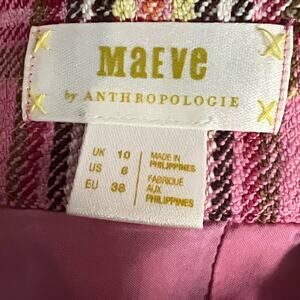 MAEVE
by ANTHROPOLOGIE
UK 10
US 6
EU 38
MADE IN
PHILIPPINES
FABRIQUÉ
AUX
PHILIPPINES